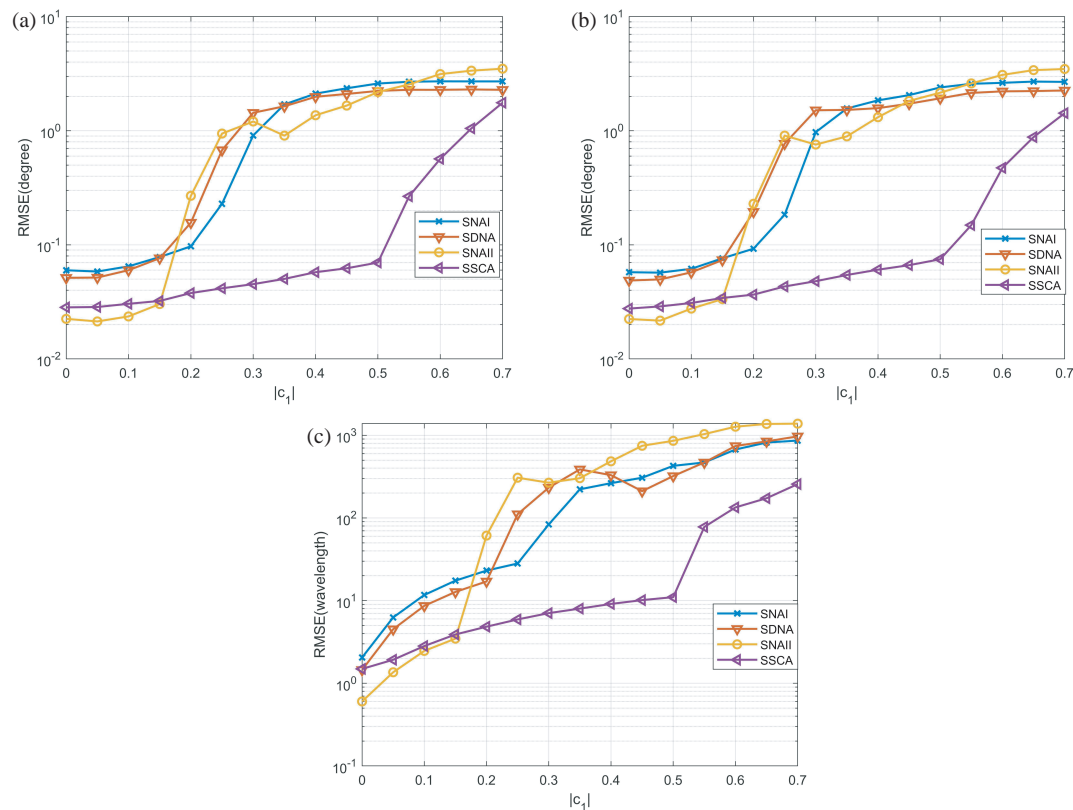 (a)
10^1
10^0
10^-1
10^-2
RMSE(degree)
0 0.1 0.2 0.3 0.4 0.5 0.6 0.7
|c_1|
SNAI
SDNA
SNAII
SSCA
(b)
10^1
10^0
10^-1
10^-2
RMSE(degree)
0 0.1 0.2 0.3 0.4 0.5 0.6 0.7
|c_1|
SNAI
SDNA
SNAII
SSCA
(c)
10^3
10^2
10^1
10^0
10^-1
RMSE(wavelength)
0 0.1 0.2 0.3 0.4 0.5 0.6 0.7
|c_1|
SNAI
SDNA
SNAII
SSCA